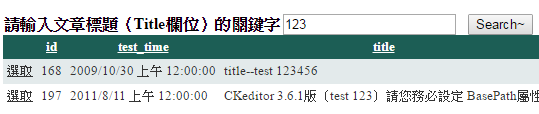 請輸入文章標題（Title欄位）的關鍵字 123 Search~
id test_time title
選取 168 2009/10/30 上午 12:00:00 title--test 123456
選取 197 2011/8/11 上午 12:00:00 CKeditor 3.6.1版（test 123）請您務必設定 BasePath屬性